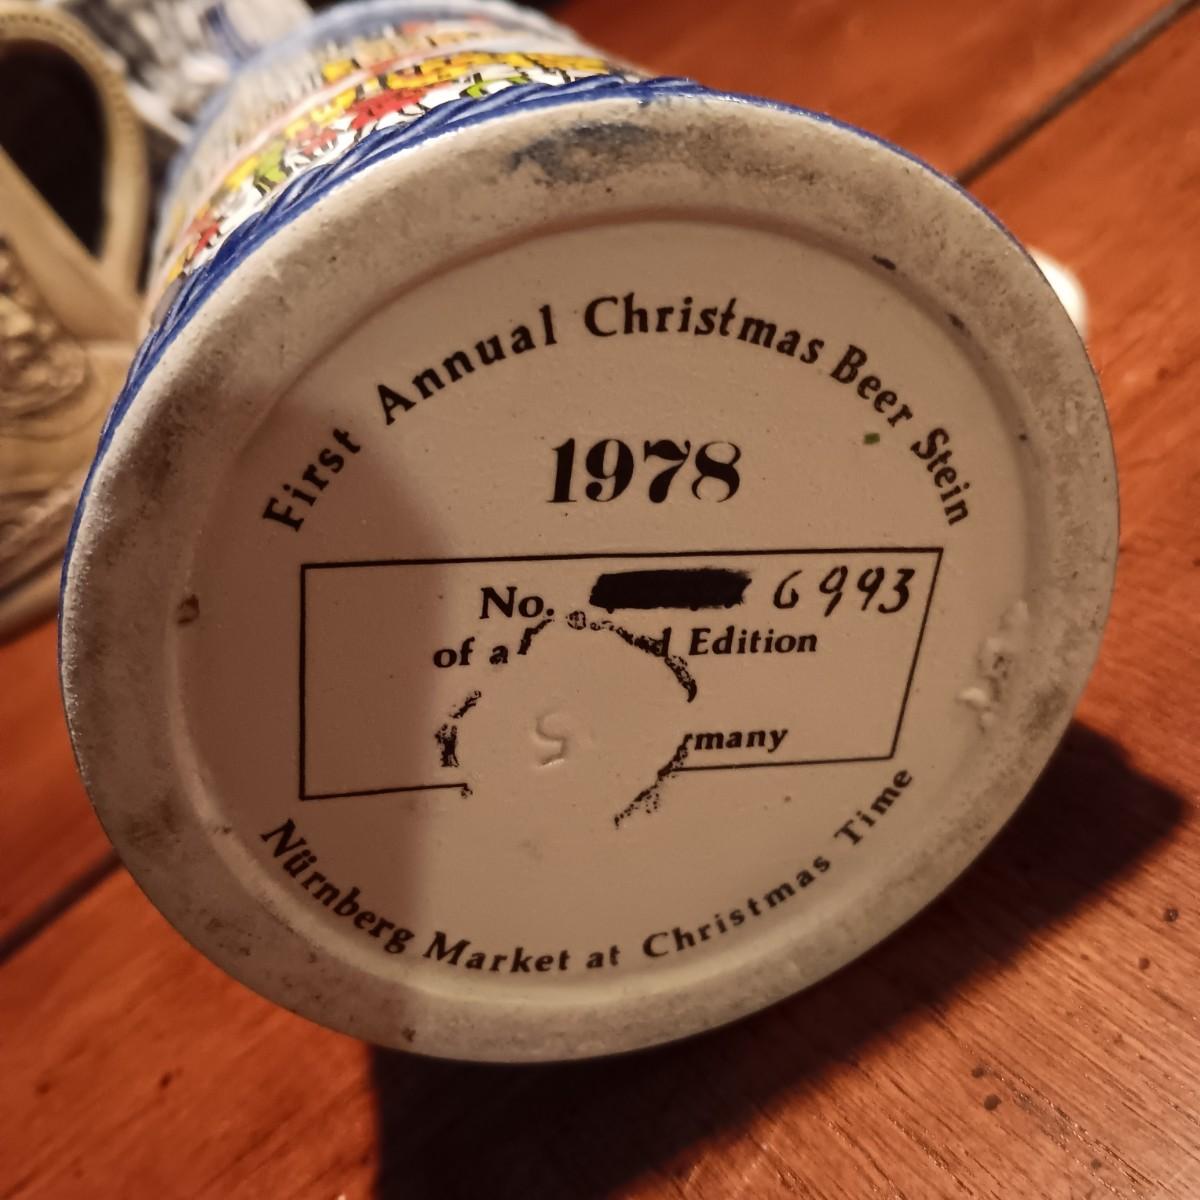 First Annual Christmas Beer Stein
1978
No. 6993
of a Edition
rmany
S
Nürnberg Market at Christmas Time